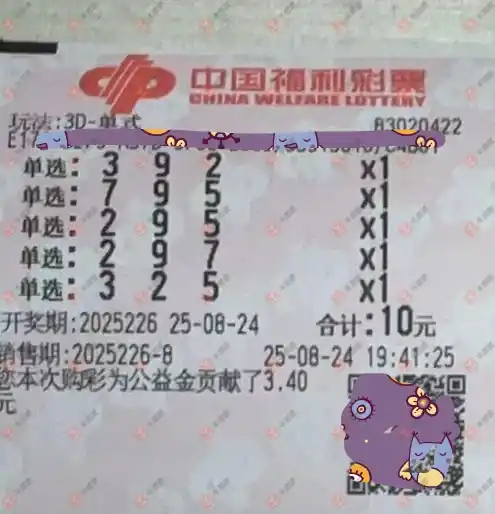 中国福利彩票
CHINA WELFARE LOTTERY
玩法:3D-单式 83020422
单选: 3 9 2 x1
单选: 7 9 5 x1
单选: 2 9 5 x1
单选: 2 9 7 x1
单选: 3 2 5 x1
开奖期:2025226 25-08-24 合计:10元
销售期:2025226-8 25-08-24 19:41:25
您本次购彩为公益金贡献了3.40
元